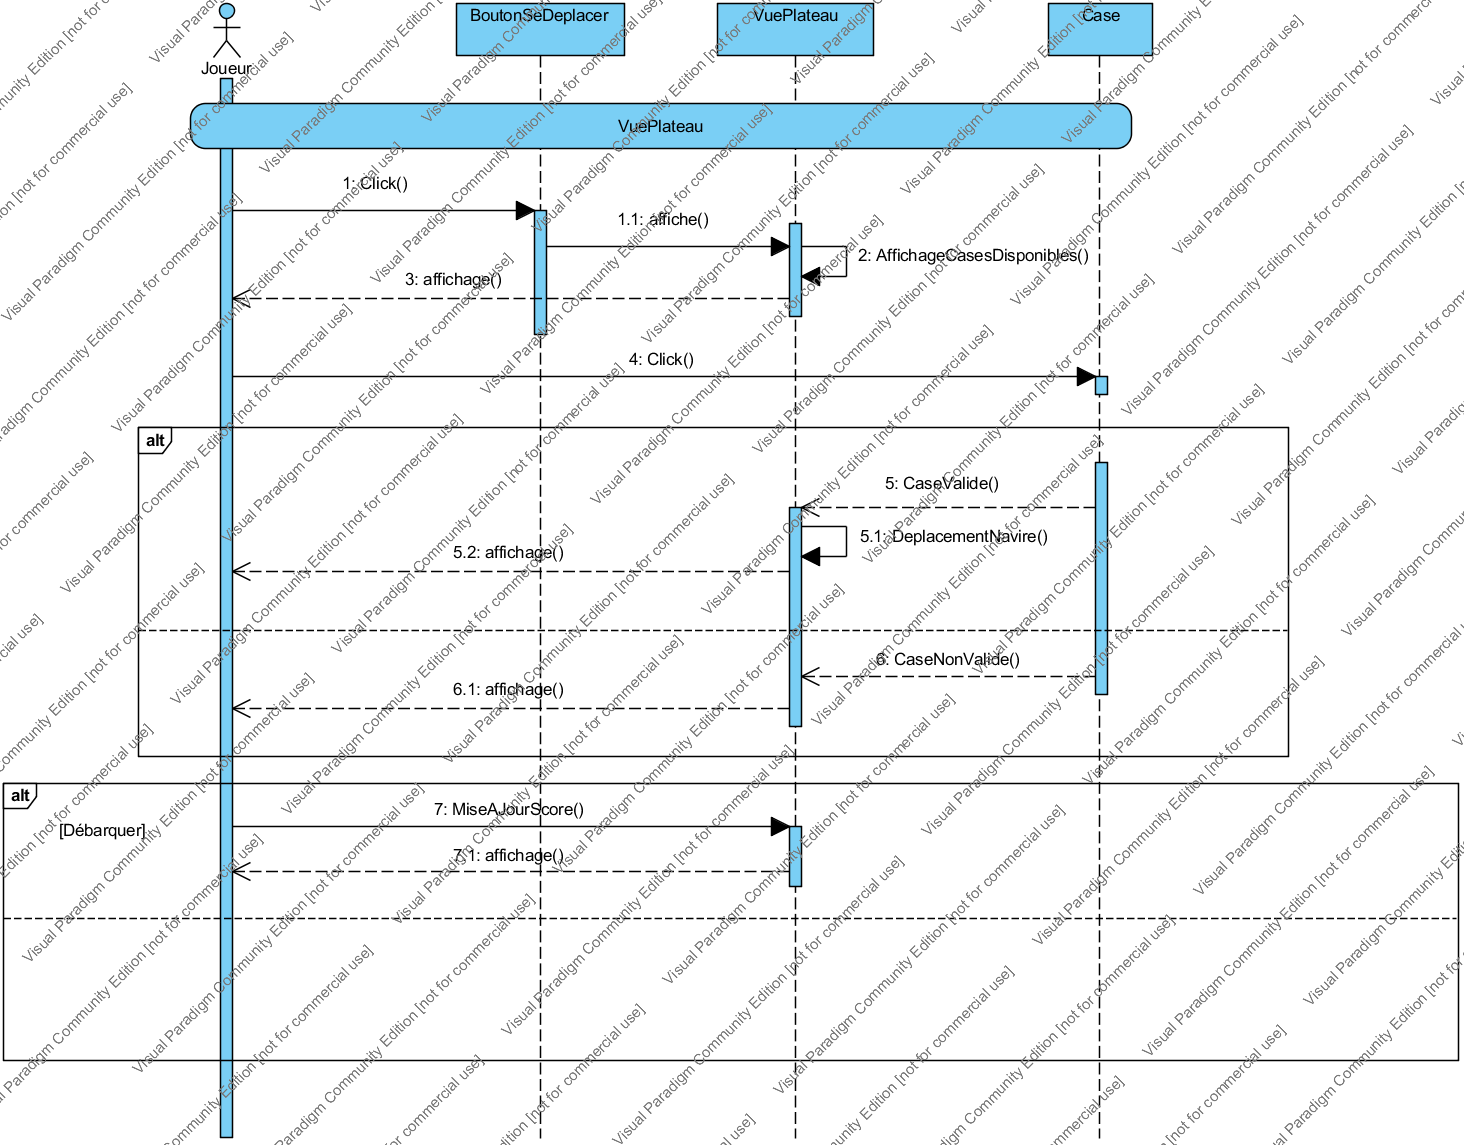 Joueur
BoutonSeDeplacer
VuePlateau
Case
VuePlateau
1: Click()
1.1: affiche()
2: AffichageCasesDisponibles()
3: affichage()
4: Click()
alt
5: CaseValide()
5.1: DeplacementNavire()
5.2: affichage()
6: CaseNonValide()
6.1: affichage()
alt
[Débarquer]
7: MiseAJourScore()
7.1: affichage()
Visual Paradigm Community Edition [not for commercial use]